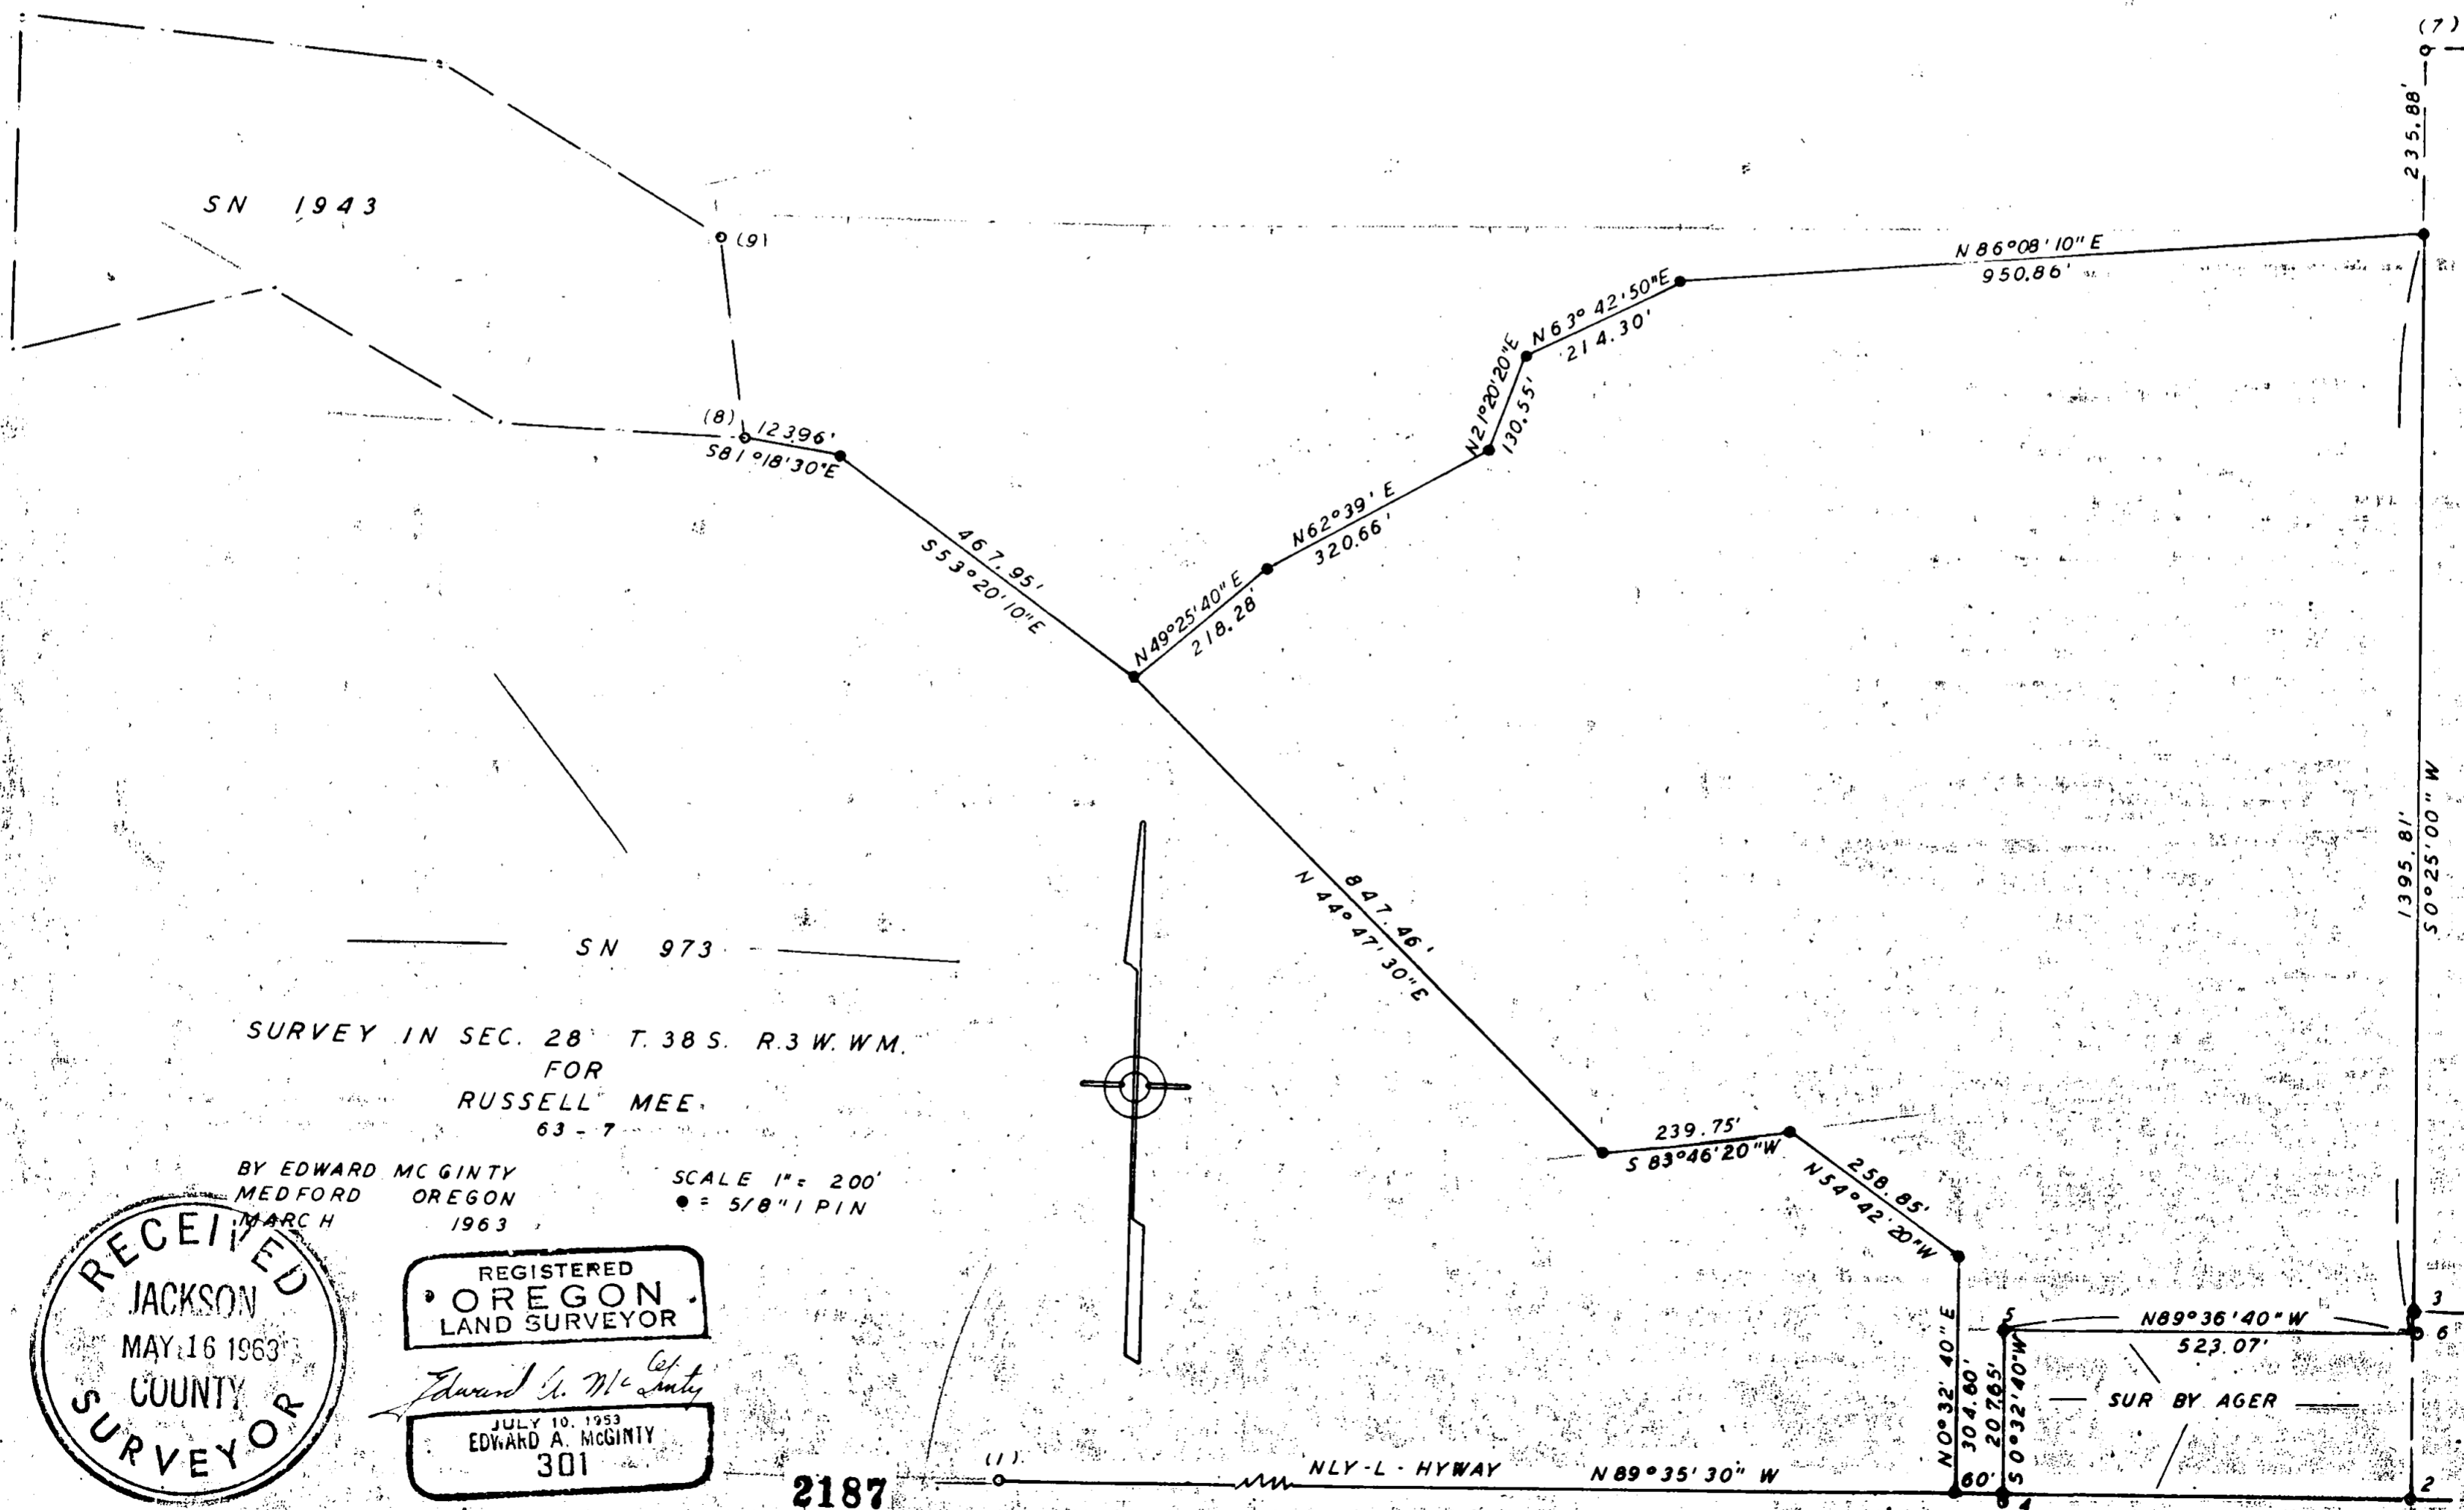 (7)
235.88'
SN 1943
(9)
N 86°08'10" E
950.86'
N 63° 42'50"E
214.30'
N21°20'20"E
130.55'
(8) 123.96'
S81°18'30"E
N62°39' E
320.66'
467.95'
S53°20'10"E
N49°25'40" E
218.28'
1395.81'
S 0°25'00" W
847.46'
N 44°47'30"E
SN 973
SURVEY IN SEC. 28 T. 38 S. R.3 W. WM.
FOR
RUSSELL MEE
63 - 7
239.75'
S 83°46'20"W
258.85'
N54°42'20"W
BY EDWARD MC GINTY
MEDFORD OREGON
MARCH 1963
SCALE 1" = 200'
● = 5/8" I PIN
RECEIVED
JACKSON
MAY 16 1963
COUNTY
SURVEYOR
REGISTERED
OREGON
LAND SURVEYOR
Edward A. McGinty
JULY 10, 1953
EDWARD A. McGINTY
301
3
5
N89°36'40" W
6
523.07'
N0°32'40" E
304.60'
207.65'
S 0°32'40"W
SUR BY AGER
(1)
NLY - L - HYWAY N 89°35'30" W
60'
4
2
2187